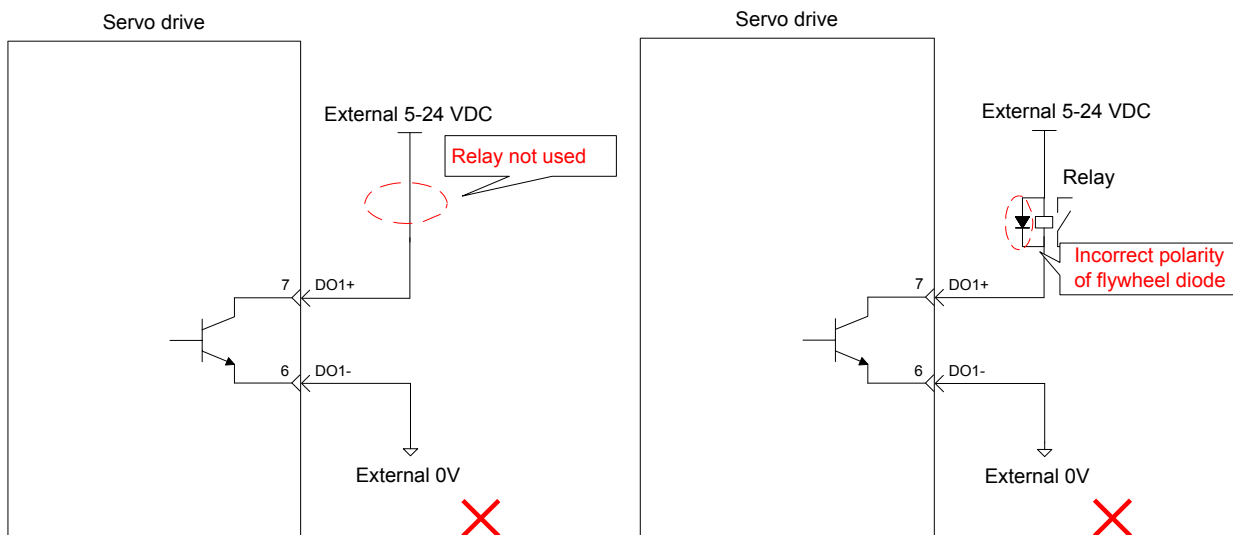 Servo drive
External 5-24 VDC
Relay not used
7
DO1+
6
DO1-
External 0V
Servo drive
External 5-24 VDC
Relay
Incorrect polarity
of flywheel diode
7
DO1+
6
DO1-
External 0V